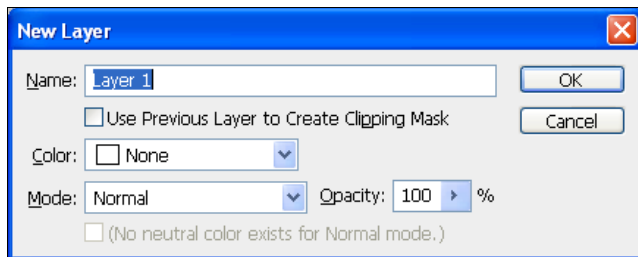 New Layer
Name: Layer 1 OK
Use Previous Layer to Create Clipping Mask Cancel
Color: None
Mode: Normal Opacity: 100 %
(No neutral color exists for Normal mode.)